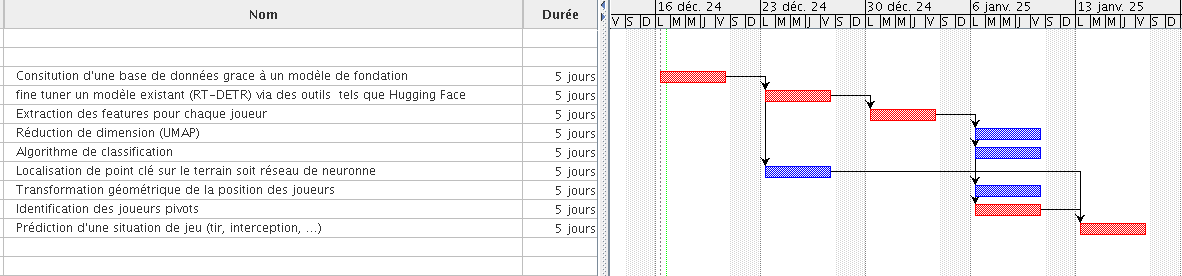 Nom Durée
16 déc. 24 23 déc. 24 30 déc. 24 6 janv. 25 13 janv. 25
V S D L M M J V S D L M M J V S D L M M J V S D L M M J V S D L M M J V S D
Consitution d'une base de données grace à un modèle de fondation 5 jours
fine tuner un modèle existant (RT-DETR) via des outils tels que Hugging Face 5 jours
Extraction des features pour chaque joueur 5 jours
Réduction de dimension (UMAP) 5 jours
Algorithme de classification 5 jours
Localisation de point clé sur le terrain soit réseau de neuronne 5 jours
Transformation géométrique de la position des joueurs 5 jours
Identification des joueurs pivots 5 jours
Prédiction d'une situation de jeu (tir, interception, ...) 5 jours